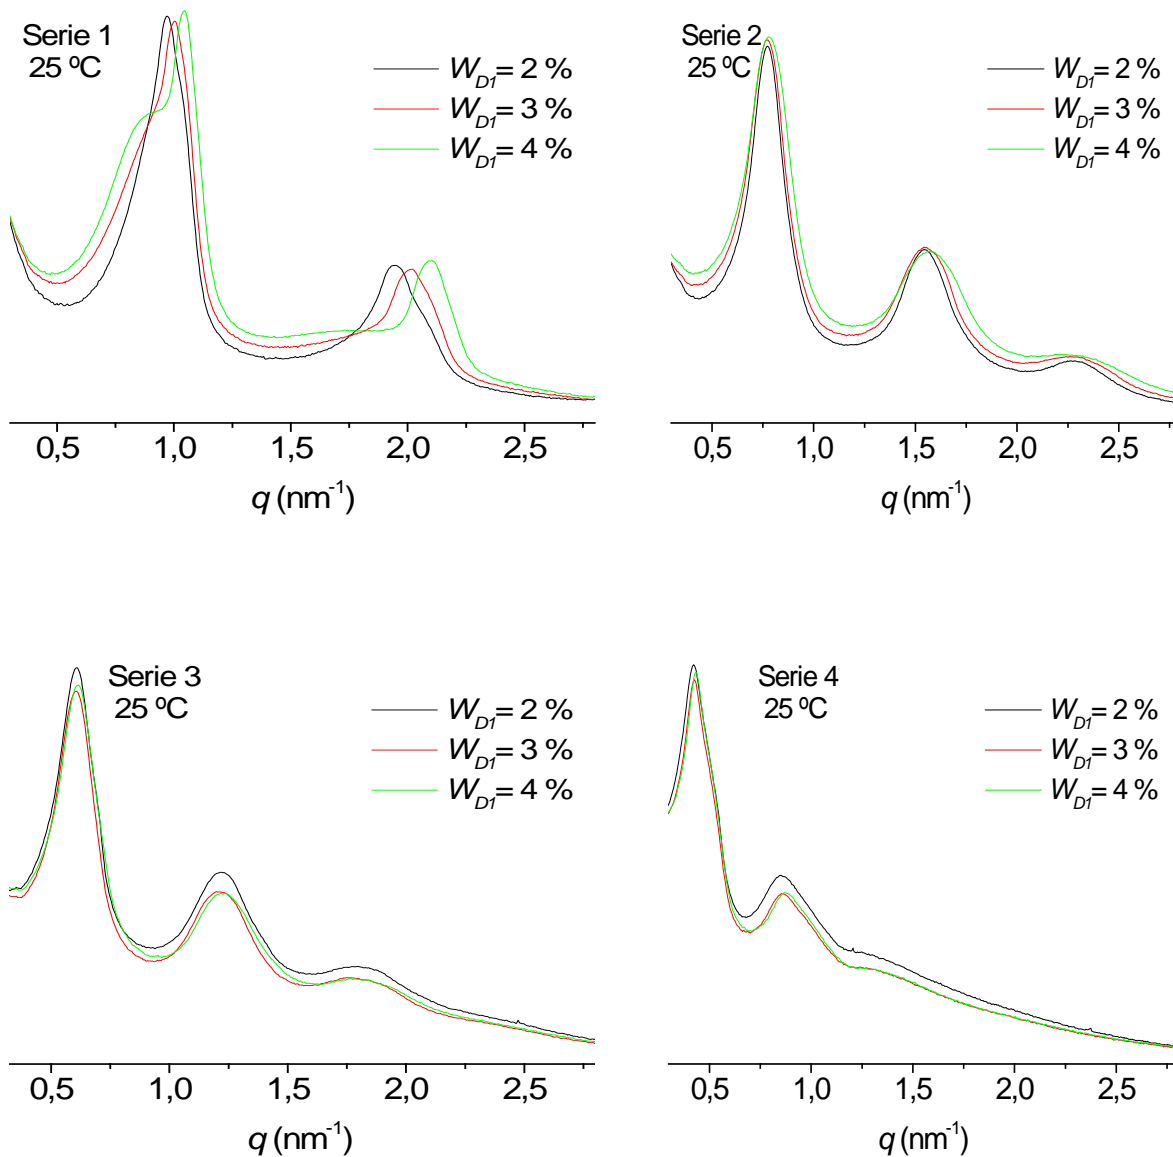 Serie 1
25 ºC
W_D1= 2 %
W_D1= 3 %
W_D1= 4 %
0,5 1,0 1,5 2,0 2,5
q (nm⁻¹)
Serie 2
25 ºC
W_D1= 2 %
W_D1= 3 %
W_D1= 4 %
0,5 1,0 1,5 2,0 2,5
q (nm⁻¹)
Serie 3
25 ºC
W_D1= 2 %
W_D1= 3 %
W_D1= 4 %
0,5 1,0 1,5 2,0 2,5
q (nm⁻¹)
Serie 4
25 ºC
W_D1= 2 %
W_D1= 3 %
W_D1= 4 %
0,5 1,0 1,5 2,0 2,5
q (nm⁻¹)